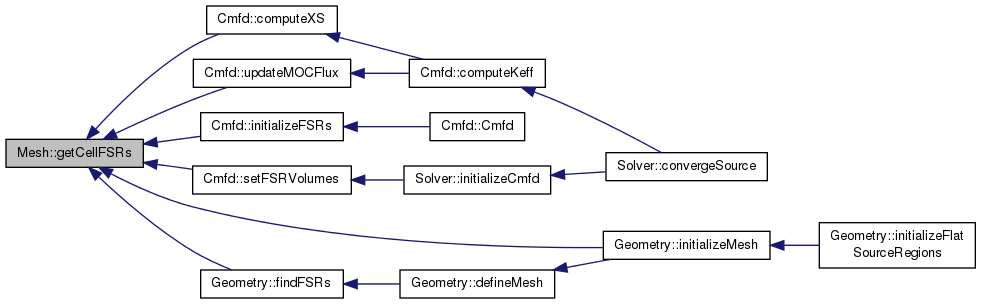 Cmfd::computeXS
Cmfd::updateMOCFlux
Cmfd::computeKeff
Cmfd::initializeFSRs
Cmfd::Cmfd
Mesh::getCellFSRs
Solver::convergeSource
Cmfd::setFSRVolumes
Solver::initializeCmfd
Geometry::initializeFlat
SourceRegions
Geometry::initializeMesh
Geometry::findFSRs
Geometry::defineMesh